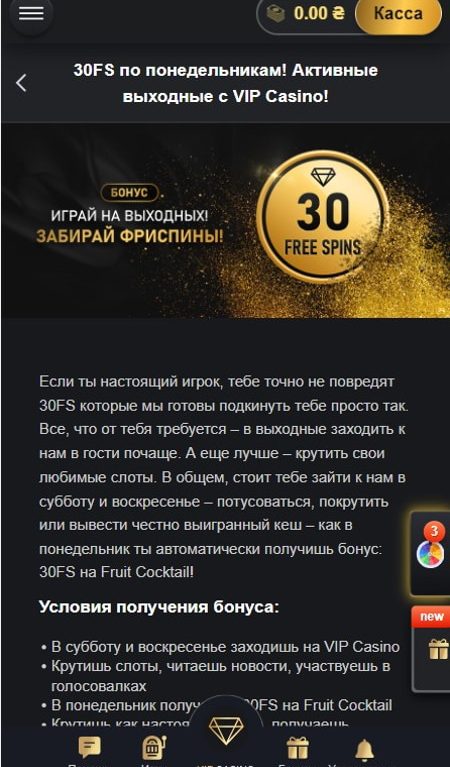 0.00 ₴ Касса
30FS по понедельникам! Активные
выходные с VIP Casino!
БОНУС
ИГРАЙ НА ВЫХОДНЫХ!
ЗАБИРАЙ ФРИСПИНЫ!
30
FREE SPINS
Если ты настоящий игрок, тебе точно не повредят
30FS которые мы готовы подкинуть тебе просто так.
Все, что от тебя требуется – в выходные заходить к
нам в гости почаще. А еще лучше – крутить свои
любимые слоты. В общем, стоит тебе зайти к нам в
субботу и воскресенье – потусоваться, покрутить
или вывести честно выигранный кеш – как в
понедельник ты автоматически получишь бонус:
30FS на Fruit Cocktail!
3
new
Условия получения бонуса:
• В субботу и воскресенье заходишь на VIP Casino
• Крутишь слоты, читаешь новости, участвуешь в
голосовалках
• В понедельник 30FS на Fruit Cocktail
• Крутишь как